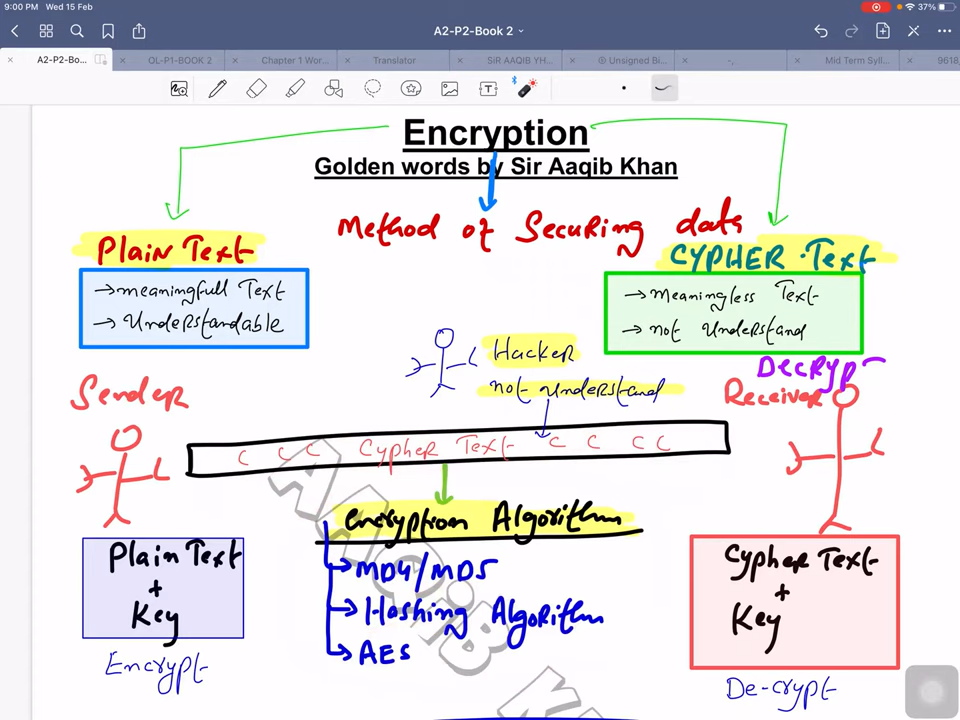 9:00 PM Wed 15 Feb
37%
A2-P2-Book 2
A2-P2-Bo...
OL-P1-BOOK 2
Chapter 1 Wor...
Translator
SiR AAQIB YH...
Unsigned Bi...
Mid Term Syll...
9618
Encryption
Golden words by Sir Aaqib Khan
Method of Securing data
Plain Text
→ meaningfull Text
→ Understandable
CYPHER Text
→ Meaningless Text
→ not Understand
Hacker
not Understand
Decryp
Sender
Receiver
C C C Cypher Text C C C C
Encryption Algorithm
→ MD4/MD5
→ Hashing Algorithm
→ AES
Plain Text
+
Key
Encrypt
Cypher Text
+
Key
De-crypt
AAQiB K